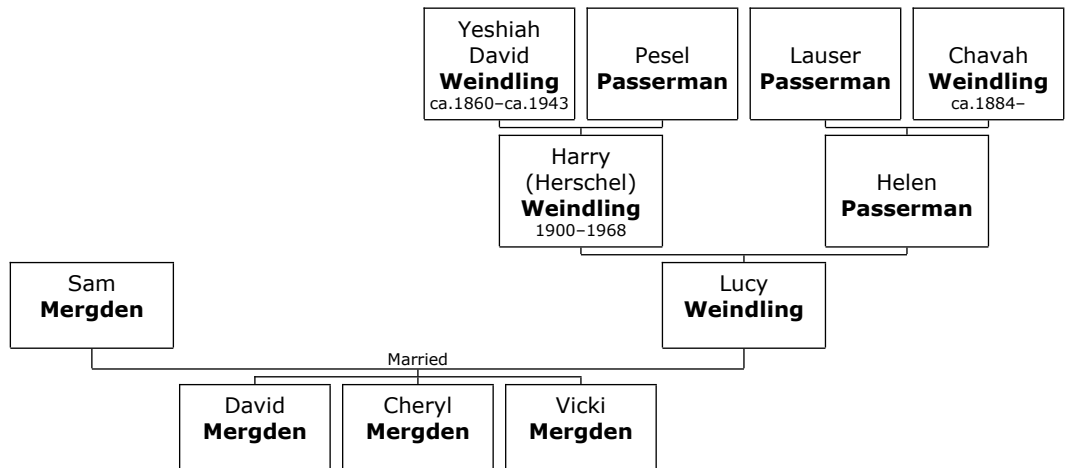 Yeshiah
David
Weindling
ca.1860–ca.1943
Pesel
Passerman
Lauser
Passerman
Chavah
Weindling
ca.1884–
Harry
(Herschel)
Weindling
1900–1968
Helen
Passerman
Sam
Mergden
Lucy
Weindling
Married
David
Mergden
Cheryl
Mergden
Vicki
Mergden